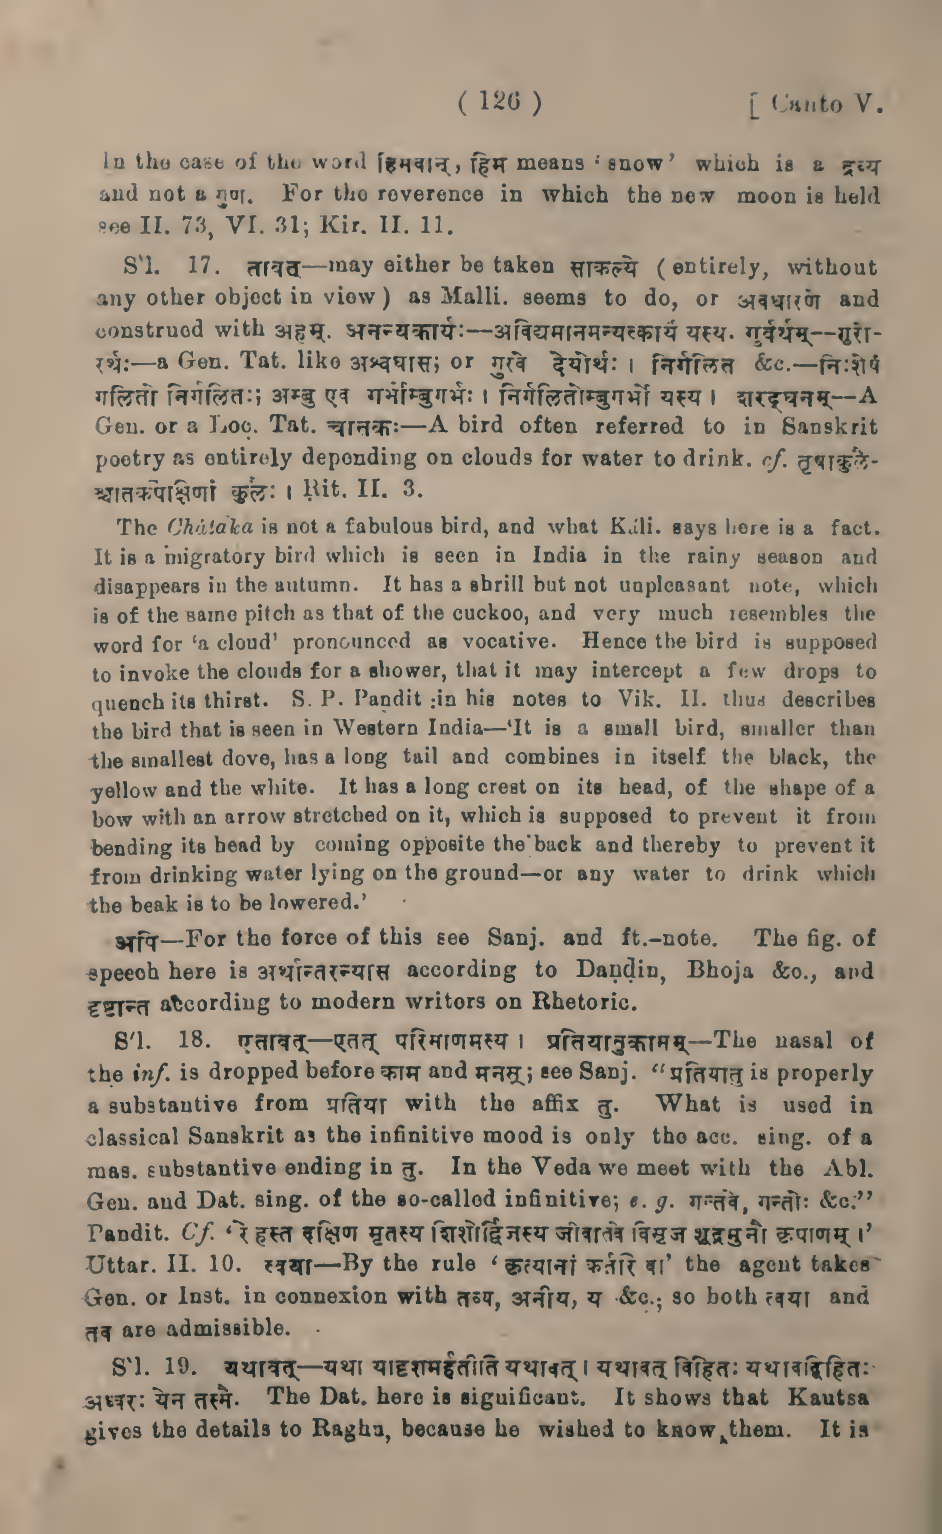 ( 126 ) [ Canto V.
In the case of the word हिमवान्, हिम means ‘snow’ which is a द्रव्य
and not a गुण. For the reverence in which the new moon is held
see II. 73, VI. 31; Kir. II. 11.
S'l. 17. तावत्—may either be taken साकल्ये ( entirely, without
any other object in view ) as Malli. seems to do, or अवधारणे and
construed with अहम्. अनन्यकार्यः—अविद्यमानमन्यत्कार्यं यस्य. गुर्वर्थम्--गुरो-
रर्थः—a Gen. Tat. like अश्वघास; or गुरवे देयोर्थः । निर्गलित &c.—निःशेषं
गलितो निर्गलितः; अम्बु एव गर्भोम्बुगर्भः । निर्गलितोम्बुगर्भो यस्य । शरद्घनम्--A
Gen. or a Loc. Tat. चातकः—A bird often referred to in Sanskrit
poetry as entirely depending on clouds for water to drink. cf. तृषाकुलै-
श्चातकपक्षिणां कुलैः । Rit. II. 3.
The Châtaka is not a fabulous bird, and what Káli. says here is a fact.
It is a migratory bird which is seen in India in the rainy season and
disappears in the autumn. It has a shrill but not unpleasant note, which
is of the same pitch as that of the cuckoo, and very much resembles the
word for ‘a cloud’ pronounced as vocative. Hence the bird is supposed
to invoke the clouds for a shower, that it may intercept a few drops to
quench its thirst. S. P. Paṇdit in his notes to Vik. II. thus describes
the bird that is seen in Western India—‘It is a small bird, smaller than
the smallest dove, has a long tail and combines in itself the black, the
yellow and the white. It has a long crest on its head, of the shape of a
bow with an arrow stretched on it, which is supposed to prevent it from
bending its head by coming opposite the back and thereby to prevent it
from drinking water lying on the ground—or any water to drink which
the beak is to be lowered.’
अपि—For the force of this see Sanj. and ft.-note. The fig. of
speech here is अर्थान्तरन्यास according to Daṇḍin, Bhoja &c., and
दृष्टान्त according to modern writers on Rhetoric.
S'l. 18. एतावत्—एतत् परिमाणमस्य । प्रतियातुकामम्—The nasal of
the inf. is dropped before काम and मनस्; see Sanj. “प्रतियातु is properly
a substantive from प्रतिया with the affix तु. What is used in
classical Sanskrit as the infinitive mood is only the acc. sing. of a
mas. substantive ending in तु. In the Veda we meet with the Abl.
Gen. and Dat. sing. of the so-called infinitive; e. g. गन्तवे, गन्तोः &c.”
Pandit. Cf. ‘रे हस्त दक्षिण मृतस्य शिशोर्द्विजस्य जीवातवे विसृज शूद्रमुनौ कृपाणम् ।’
Uttar. II. 10. त्वया—By the rule ‘कृत्यानां कर्तरि वा’ the agent takes
Gen. or Inst. in connexion with तव्य, अनीय, य &c.; so both त्वया and
तव are admissible.
S'l. 19. यथावत्—यथा यादृशमर्हतीति यथावत् । यथावत् विहितः यथावद्विहितः
अध्वरः येन तस्मै. The Dat. here is significant. It shows that Kautsa
gives the details to Raghu, because he wished to know them. It is